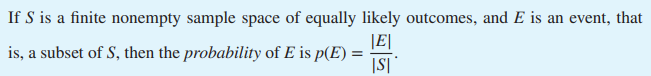 If S is a finite nonempty sample space of equally likely outcomes, and E is an event, that
is, a subset of S, then the probability of E is p(E) = |E|/|S|.